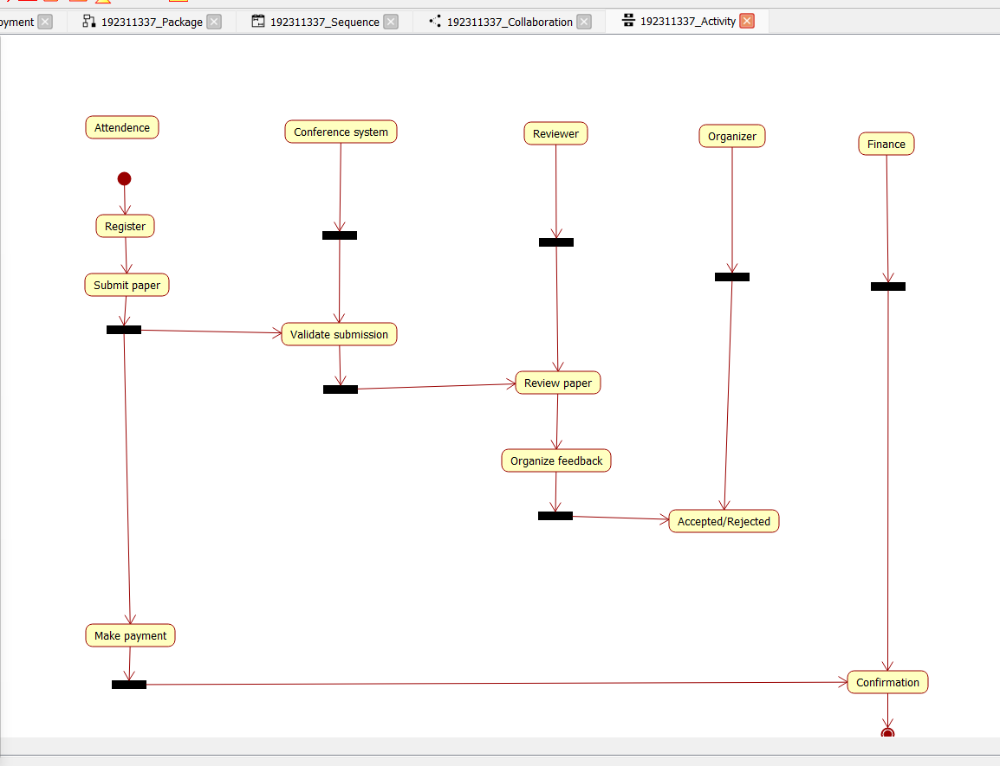 192311337_Package
192311337_Sequence
192311337_Collaboration
192311337_Activity
Attendence
Conference system
Reviewer
Organizer
Finance
Register
Submit paper
Validate submission
Review paper
Organize feedback
Accepted/Rejected
Make payment
Confirmation